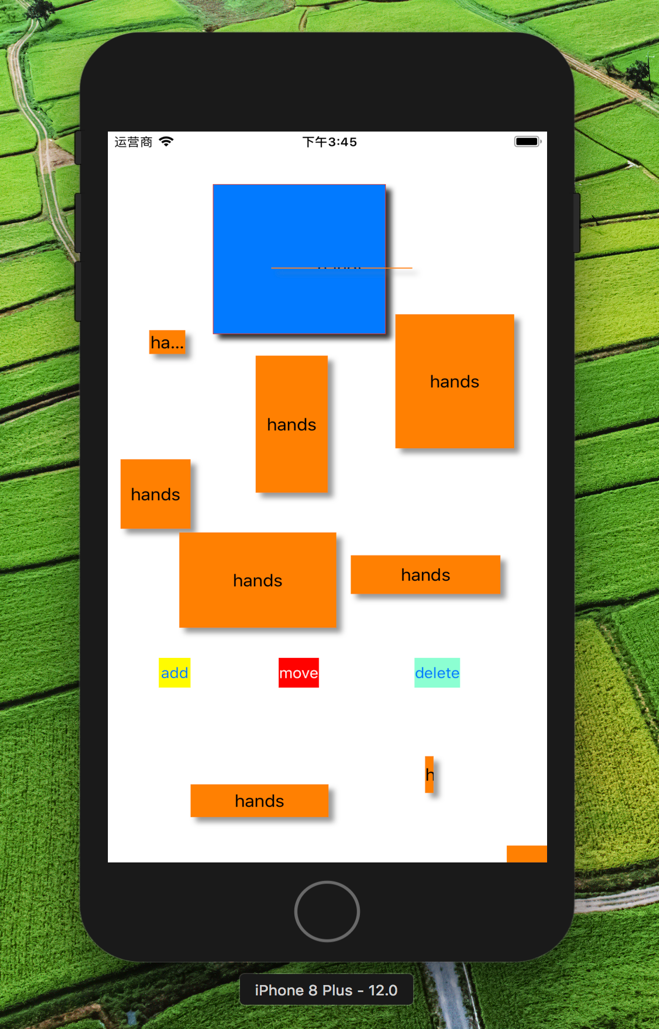 运营商
下午3:45
ha...
hands
hands
hands
hands
hands
add
move
delete
h
hands
iPhone 8 Plus - 12.0